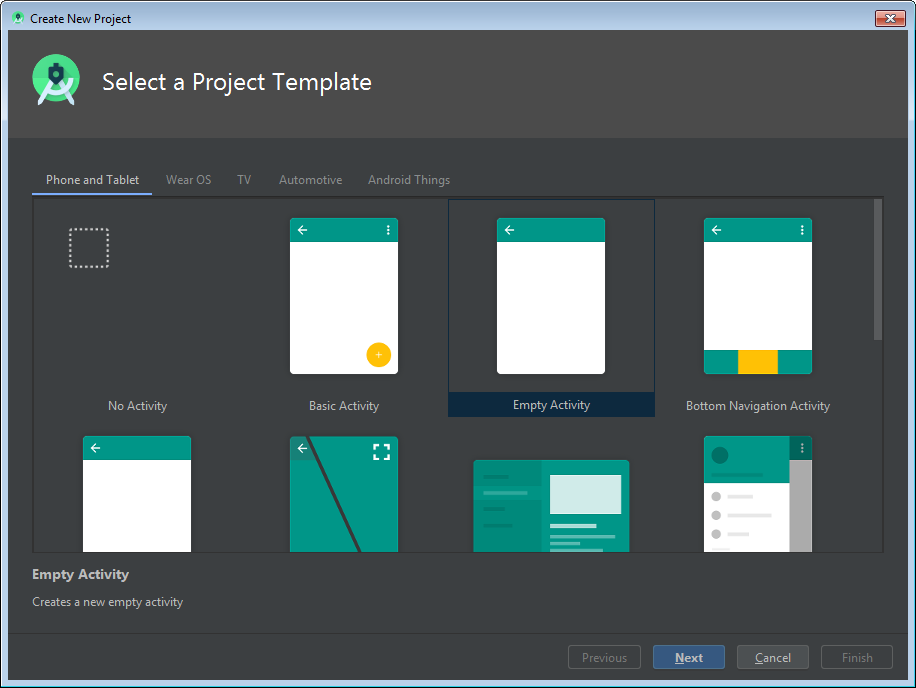 Create New Project
Select a Project Template
Phone and Tablet
Wear OS
TV
Automotive
Android Things
No Activity
Basic Activity
Empty Activity
Bottom Navigation Activity
Empty Activity
Creates a new empty activity
Previous
Next
Cancel
Finish